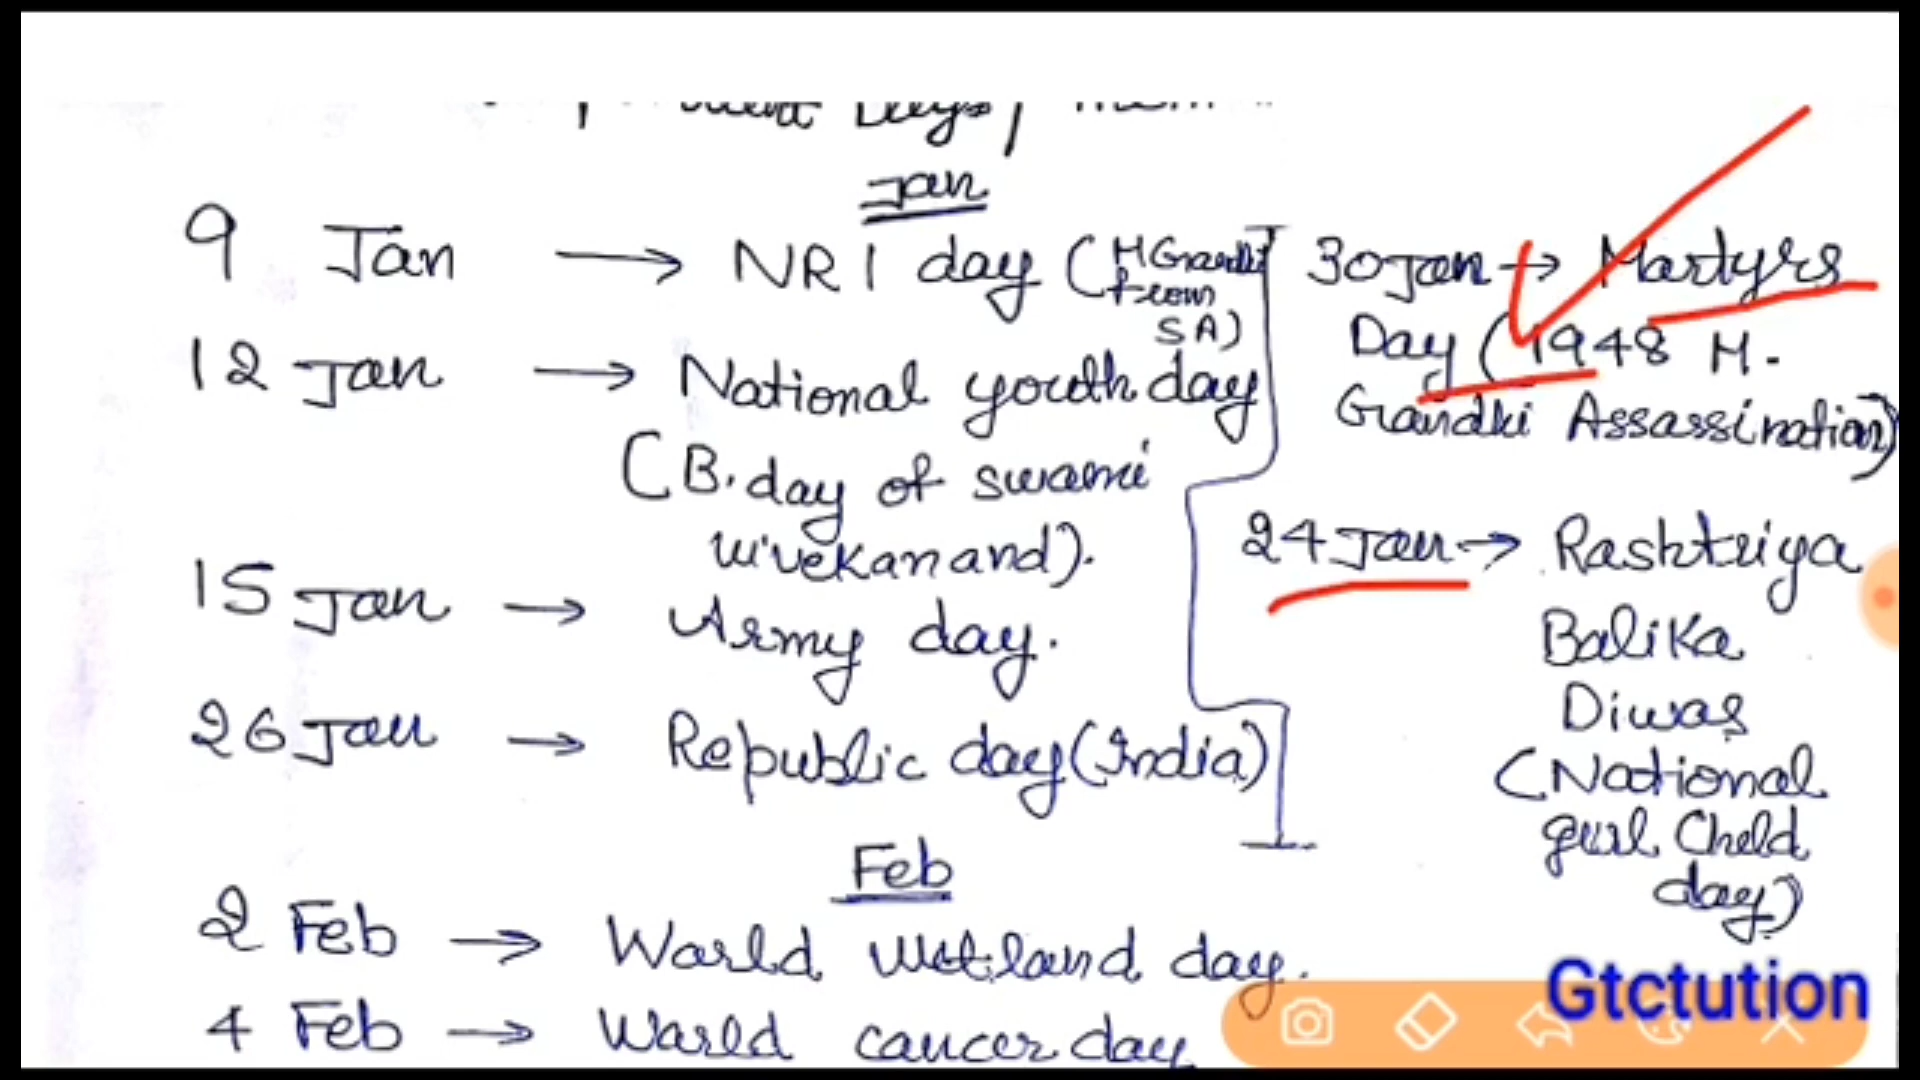 Days
Jan
9 Jan → NRI day (M Gandhi
from
SA)
12 Jan → National youth day
(B. day of swami
wivekanand).
15 Jan → Army day.
26 Jan → Republic day (India)
30 Jan → Martyrs
Day (1948 M.
Gandhi Assassination)
24 Jan → Rashtriya
Balika
Diwas
(National
girl Child
day)
Feb
2 Feb → World wetland day.
4 Feb → World cancer day
Gtctution